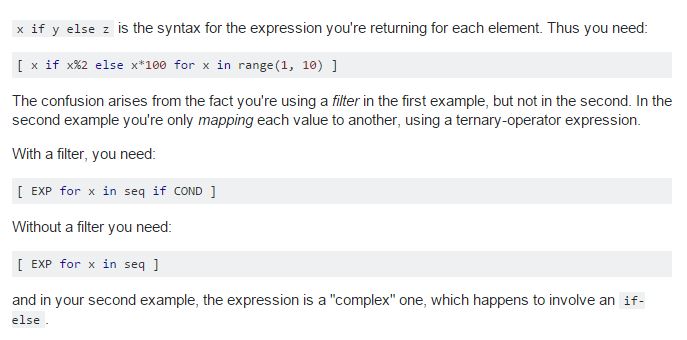 x if y else z is the syntax for the expression you're returning for each element. Thus you need:
[ x if x%2 else x*100 for x in range(1, 10) ]
The confusion arises from the fact you're using a filter in the first example, but not in the second. In the
second example you're only mapping each value to another, using a ternary-operator expression.
With a filter, you need:
[ EXP for x in seq if COND ]
Without a filter you need:
[ EXP for x in seq ]
and in your second example, the expression is a "complex" one, which happens to involve an if-
else .